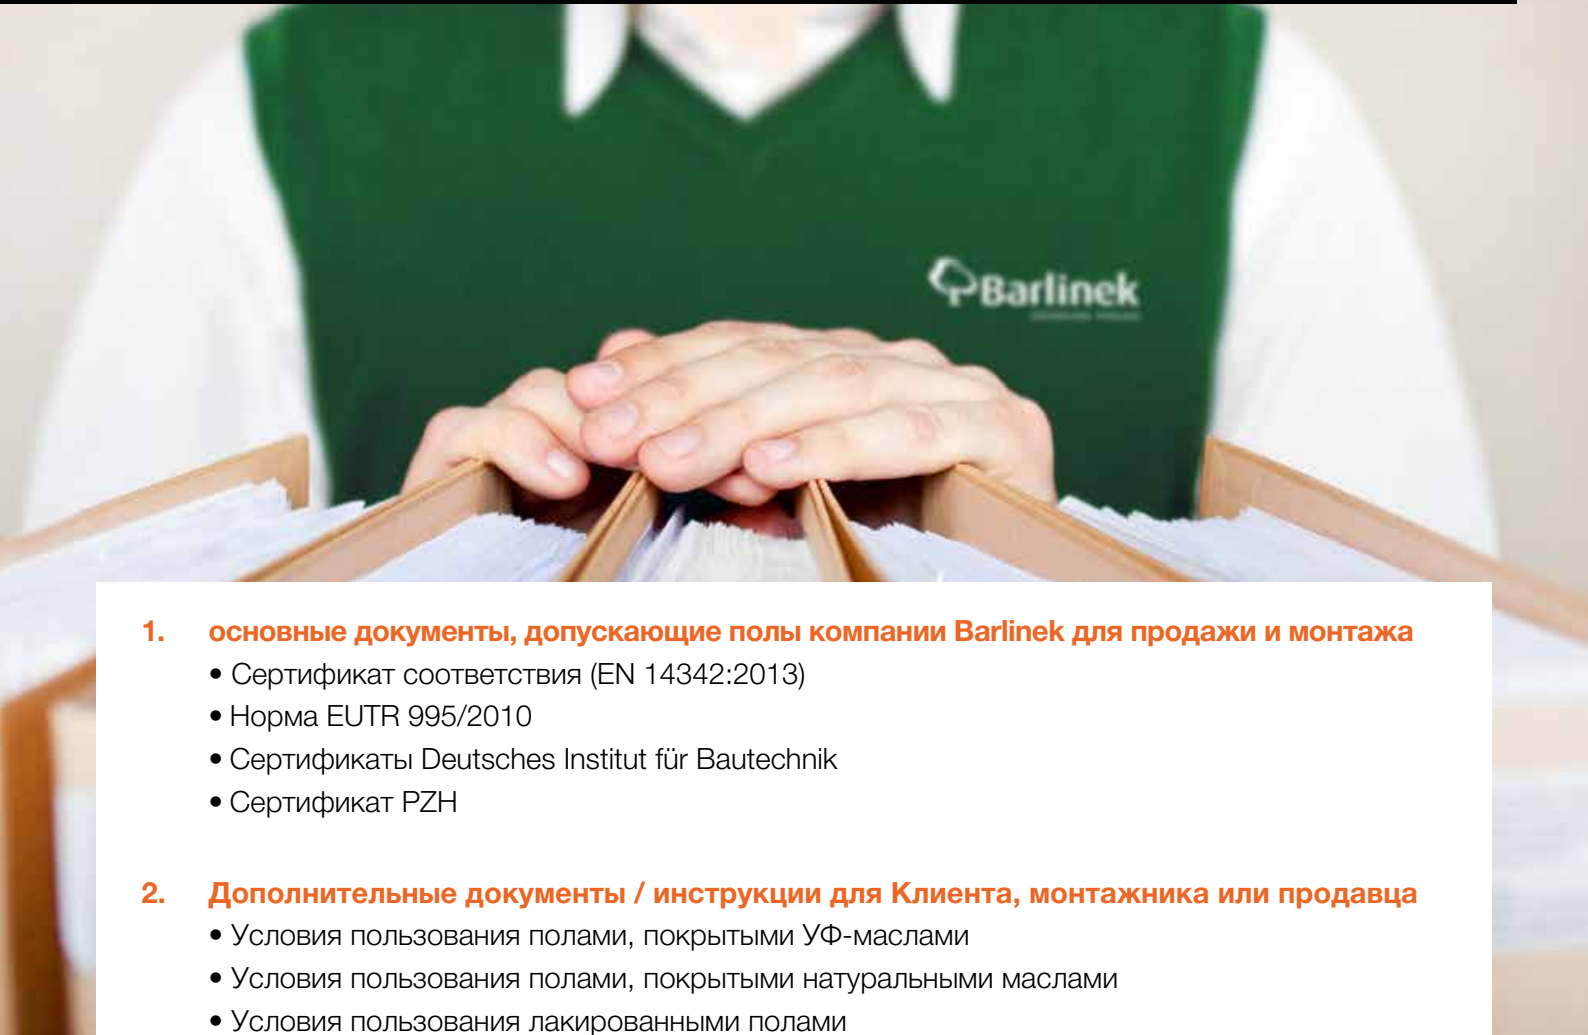 Barlinek
1. основные документы, допускающие полы компании Barlinek для продажи и монтажа
• Сертификат соответствия (EN 14342:2013)
• Норма EUTR 995/2010
• Сертификаты Deutsches Institut für Bautechnik
• Сертификат PZH
2. Дополнительные документы / инструкции для Клиента, монтажника или продавца
• Условия пользования полами, покрытыми УФ-маслами
• Условия пользования полами, покрытыми натуральными маслами
• Условия пользования лакированными полами